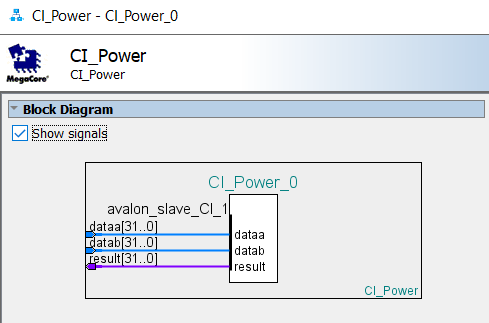 CI_Power - CI_Power_0
MegaCore®
CI_Power
CI_Power
Block Diagram
Show signals
CI_Power_0
avalon_slave_CI_1
dataa[31..0]
dataa
datab[31..0]
datab
result[31..0]
result
CI_Power